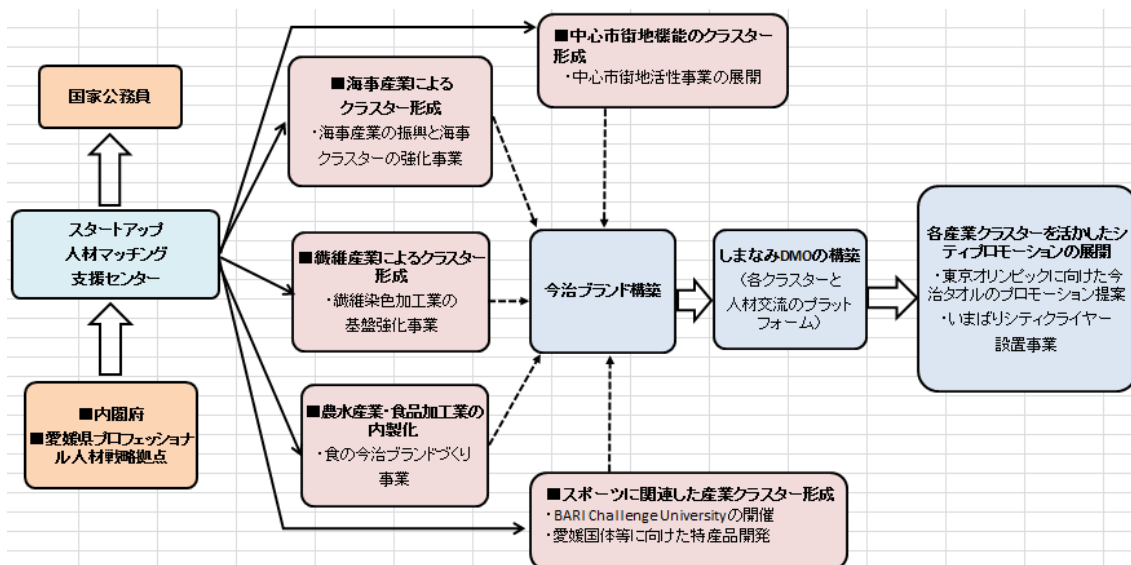 国家公務員
スタートアップ
人材マッチング
支援センター
■内閣府
■愛媛県プロフェッショナ
ル人材戦略拠点
■中心市街地機能のクラスター
形成
・中心市街地活性事業の展開
■海事産業による
クラスター形成
・海事産業の振興と海事
クラスターの強化事業
■繊維産業によるクラスター
形成
・繊維染色加工業の
基盤強化事業
■農水産業・食品加工業の
内製化
・食の今治ブランドづくり
事業
■スポーツに関連した産業クラスター形成
・BARI Challenge Universityの開催
・愛媛国体等に向けた特産品開発
今治ブランド構築
しまなみDMOの構築
（各クラスターと
人材交流のプラット
フォーム）
各産業クラスターを活かしたシ
ティプロモーションの展開
・東京オリンピックに向けた今
治タオルのプロモーション提案
・いまばりシティクライヤー
設置事業